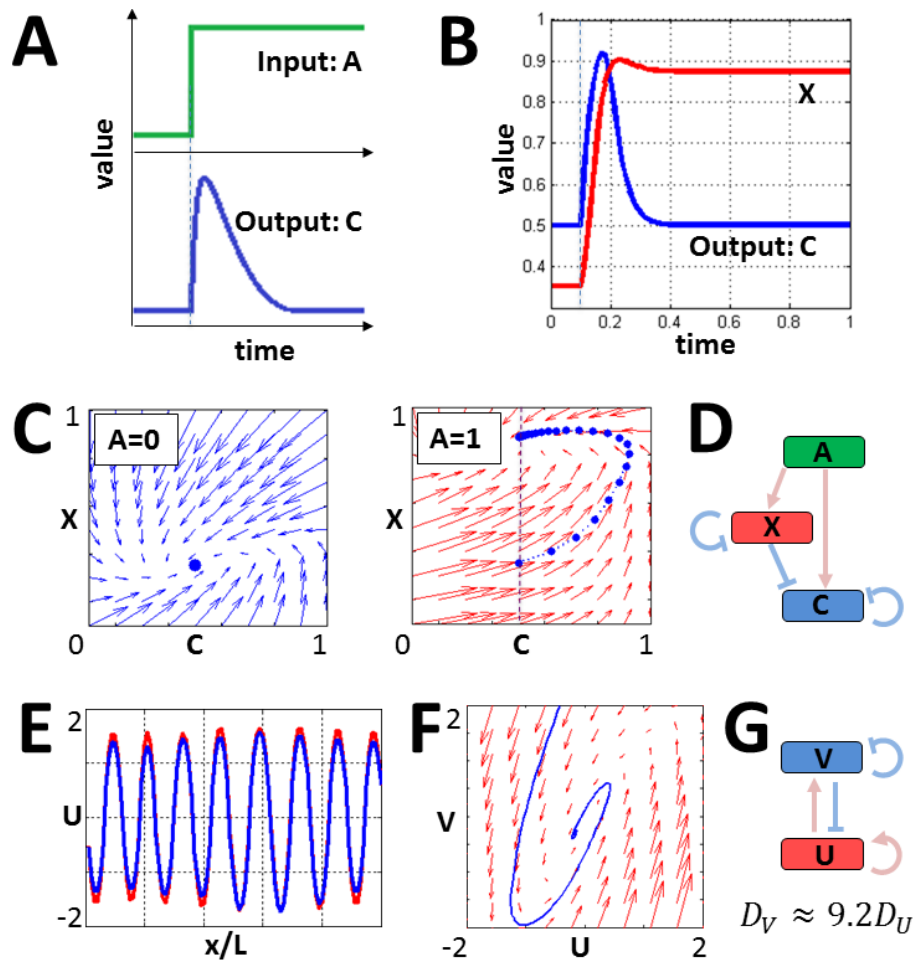 A
value
Input: A
Output: C
time
B
value
1
0.9
0.8
0.7
0.6
0.5
0.4
X
Output: C
0
0.2
0.4
0.6
0.8
1
time
C
1
A=0
X
0
C
1
1
A=1
X
0
C
1
D
A
X
C
E
2
U
-2
x/L
F
2
V
-2
U
2
G
V
U
D_V ≈ 9.2D_U